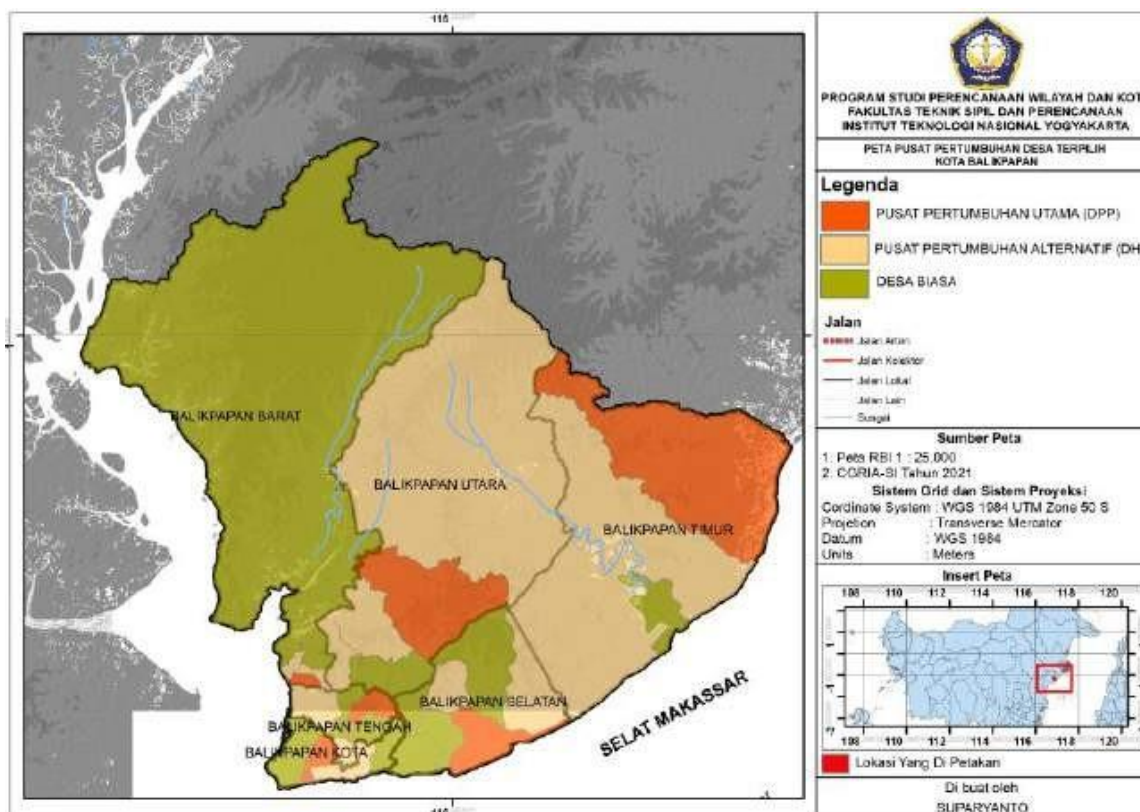 116
PROGRAM STUDI PERENCANAAN WILAYAH DAN KOT
FAKULTAS TEKNIK SIPIL DAN PERENCANAAN
INSTITUT TEKNOLOGI NASIONAL YOGYAKARTA
PETA PUSAT PERTUMBUHAN DESA TERPILIH
KOTA BALIKPAPAN
Legenda
PUSAT PERTUMBUHAN UTAMA (DPP)
PUSAT PERTUMBUHAN ALTERNATIF (DH
DESA BIASA
Jalan
Jalan Arteri
Jalan Kolektor
Jalan Lokal
Jalan Lain
Sungai
Sumber Peta
1. Peta RBI 1 : 25.000
2. CGRIA-SI Tahun 2021
Sistem Grid dan Sistem Proyeksi
Cordinate System : WGS 1984 UTM Zone 50 S
Projetion : Transverse Mercator
Datum : WGS 1984
Units : Meters
Insert Peta
108 110 112 114 116 118 120
108 110 112 114 116 118 120
Lokasi Yang Di Petakan
Di buat oleh
SUPARYANTO
BALIKPAPAN BARAT
BALIKPAPAN UTARA
BALIKPAPAN TIMUR
BALIKPAPAN SELATAN
BALIKPAPAN TENGAH
BALIKPAPAN KOTA
SELAT MAKASSAR
116